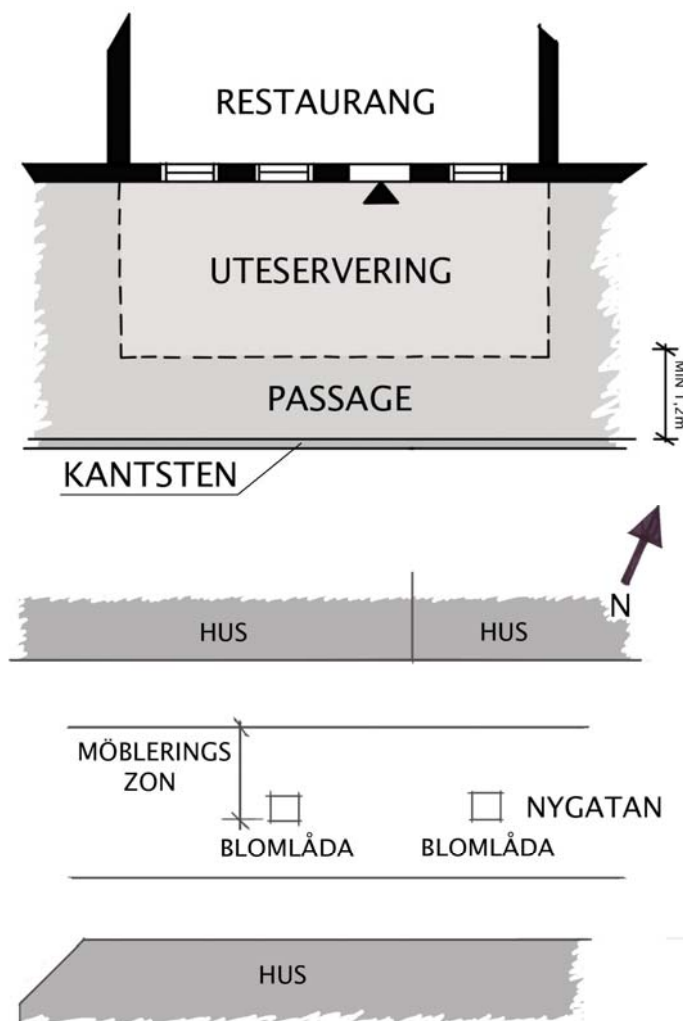 RESTAURANG
UTESERVERING
MIN 1,2m
PASSAGE
KANTSTEN
N
HUS
HUS
MÖBLERINGS
ZON
NYGATAN
BLOMLÅDA
BLOMLÅDA
HUS